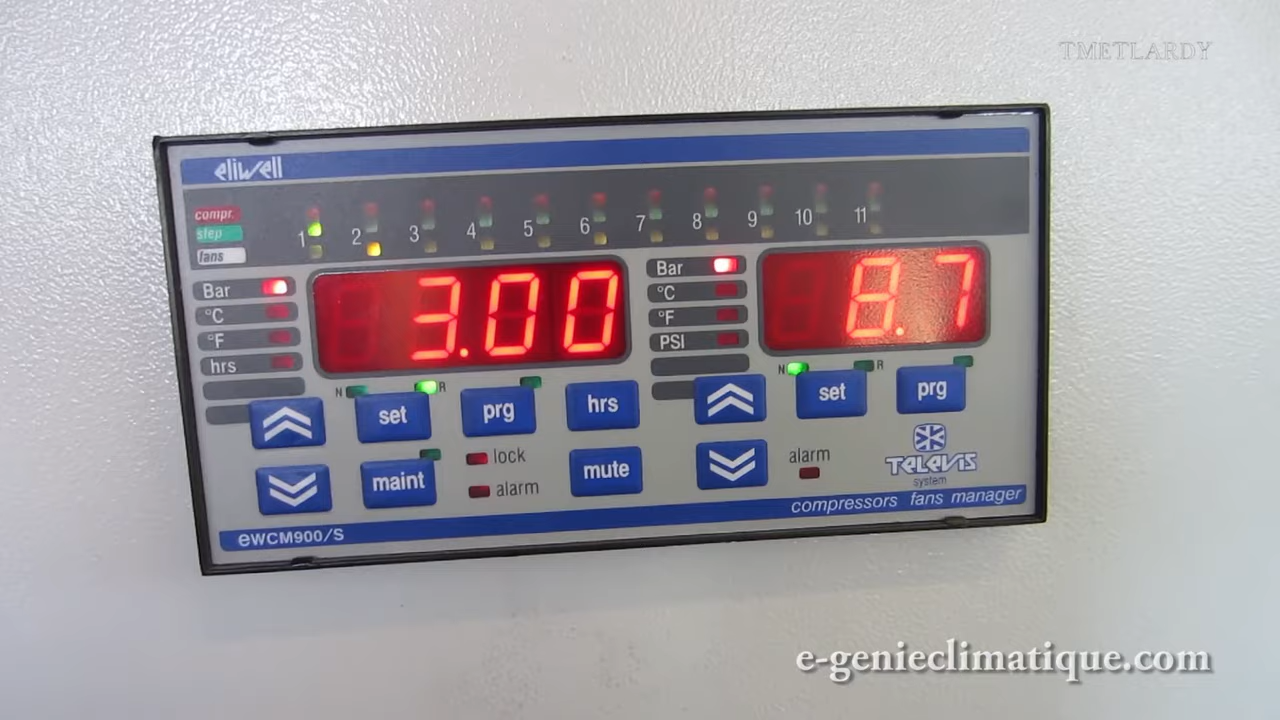 TMETLARDY
eliwell
compr.
step
fans
1 2 3 4 5 6 7 8 9 10 11
Bar
°C
°F
hrs
3.00
Bar
°C
°F
PSI
8.7
N R
set
prg
hrs
N R
set
prg
maint
lock
alarm
mute
alarm
TELEVIS
system
compressors fans manager
EWCM900/S
e-genieclimatique.com